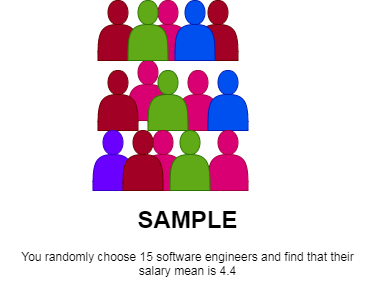 SAMPLE
You randomly choose 15 software engineers and find that their
salary mean is 4.4